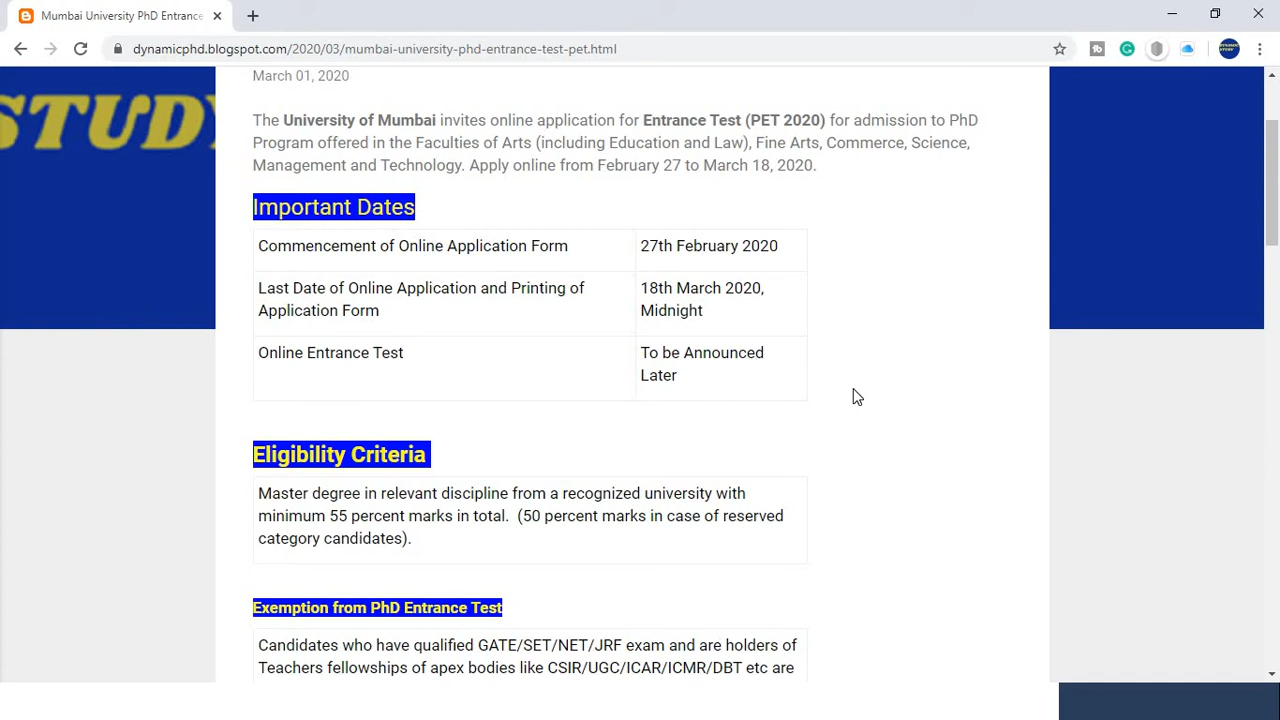 Mumbai University PhD Entrance
dynamicphd.blogspot.com/2020/03/mumbai-university-phd-entrance-test-pet.html
STUDY
March 01, 2020
The University of Mumbai invites online application for Entrance Test (PET 2020) for admission to PhD
Program offered in the Faculties of Arts (including Education and Law), Fine Arts, Commerce, Science,
Management and Technology. Apply online from February 27 to March 18, 2020.
Important Dates
Commencement of Online Application Form 27th February 2020
Last Date of Online Application and Printing of 18th March 2020,
Application Form Midnight
Online Entrance Test To be Announced
Later
Eligibility Criteria
Master degree in relevant discipline from a recognized university with
minimum 55 percent marks in total. (50 percent marks in case of reserved
category candidates).
Exemption from PhD Entrance Test
Candidates who have qualified GATE/SET/NET/JRF exam and are holders of
Teachers fellowships of apex bodies like CSIR/UGC/ICAR/ICMR/DBT etc are